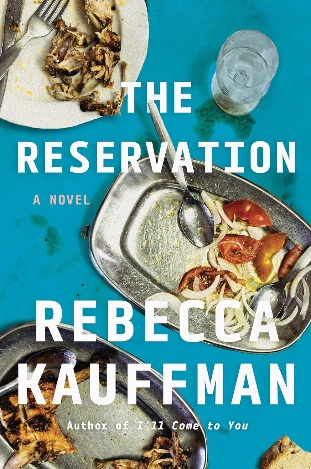 THE
RESERVATION
A NOVEL
REBECCA
KAUFFMAN
Author of I'll Come to You